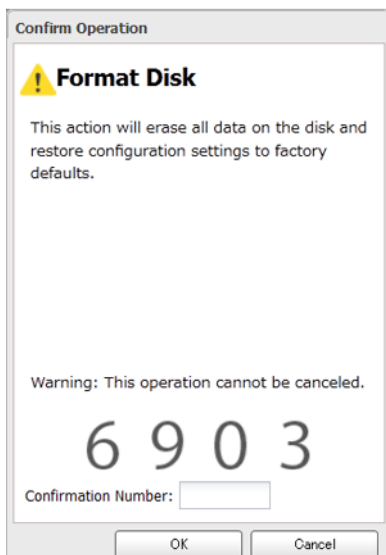 Confirm Operation
Format Disk
This action will erase all data on the disk and
restore configuration settings to factory
defaults.
Warning: This operation cannot be canceled.
6 9 0 3
Confirmation Number:
OK Cancel